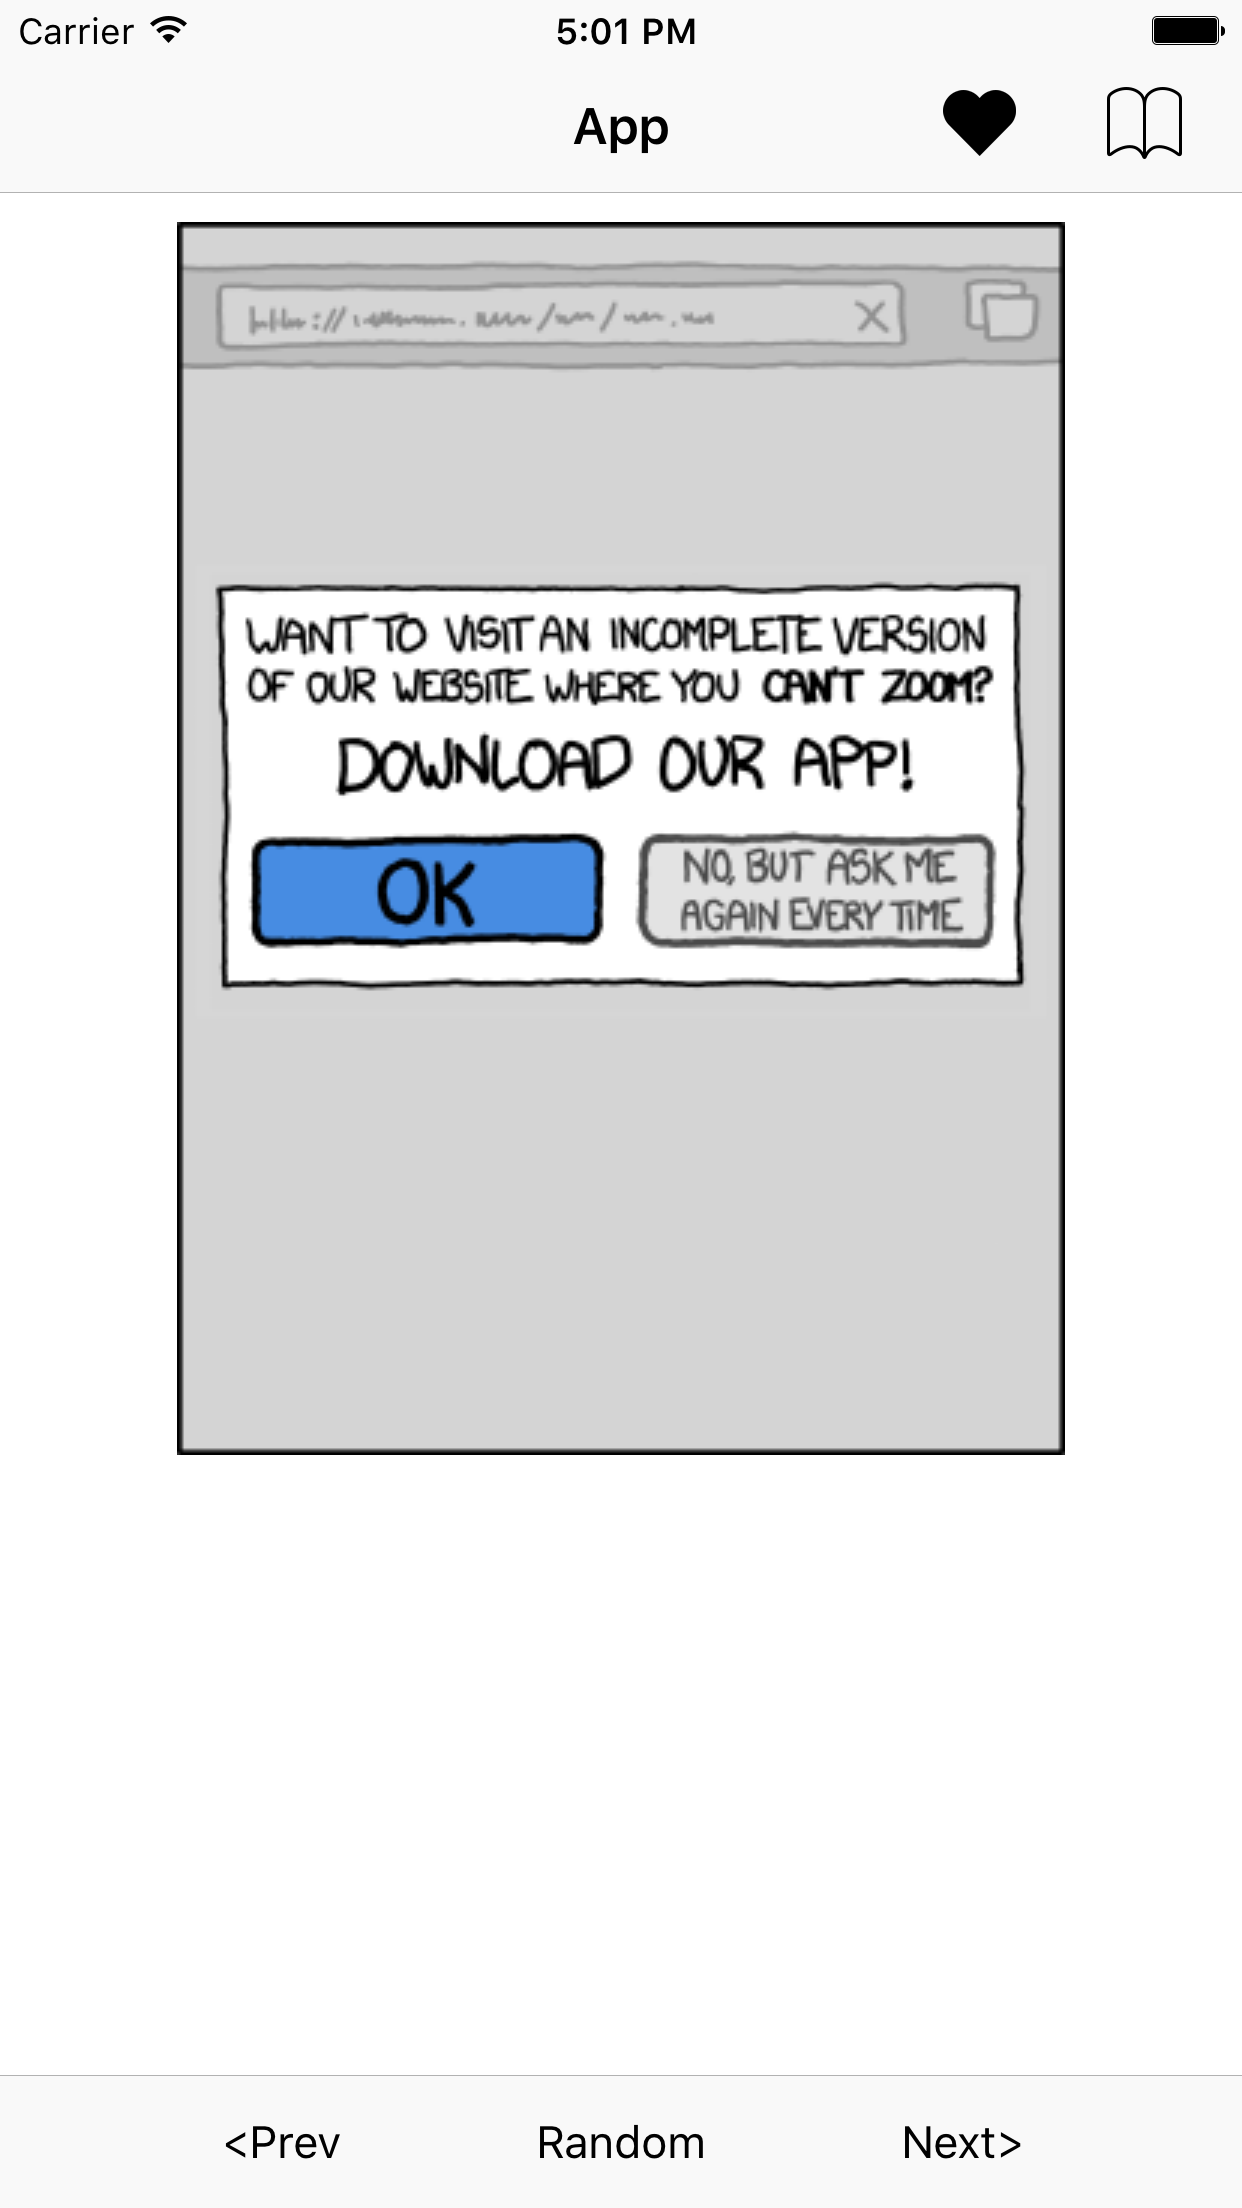 Carrier 5:01 PM
App
WANT TO VISIT AN INCOMPLETE VERSION
OF OUR WEBSITE WHERE YOU CAN'T ZOOM?
DOWNLOAD OUR APP!
OK
NO, BUT ASK ME
AGAIN EVERY TIME
<Prev Random Next>